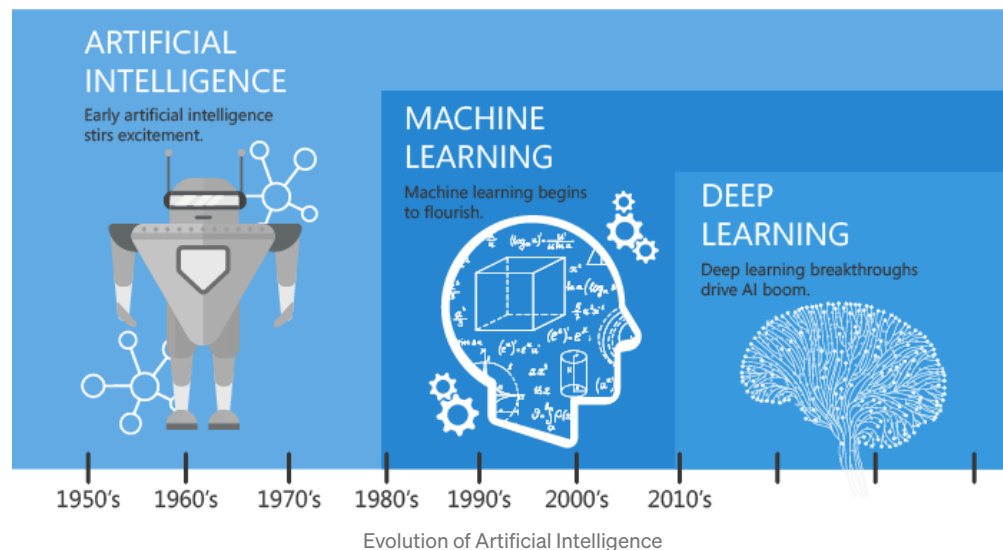 ARTIFICIAL
INTELLIGENCE
Early artificial intelligence
stirs excitement.
MACHINE
LEARNING
Machine learning begins
to flourish.
DEEP
LEARNING
Deep learning breakthroughs
drive AI boom.
1950's 1960's 1970's 1980's 1990's 2000's 2010's
Evolution of Artificial Intelligence